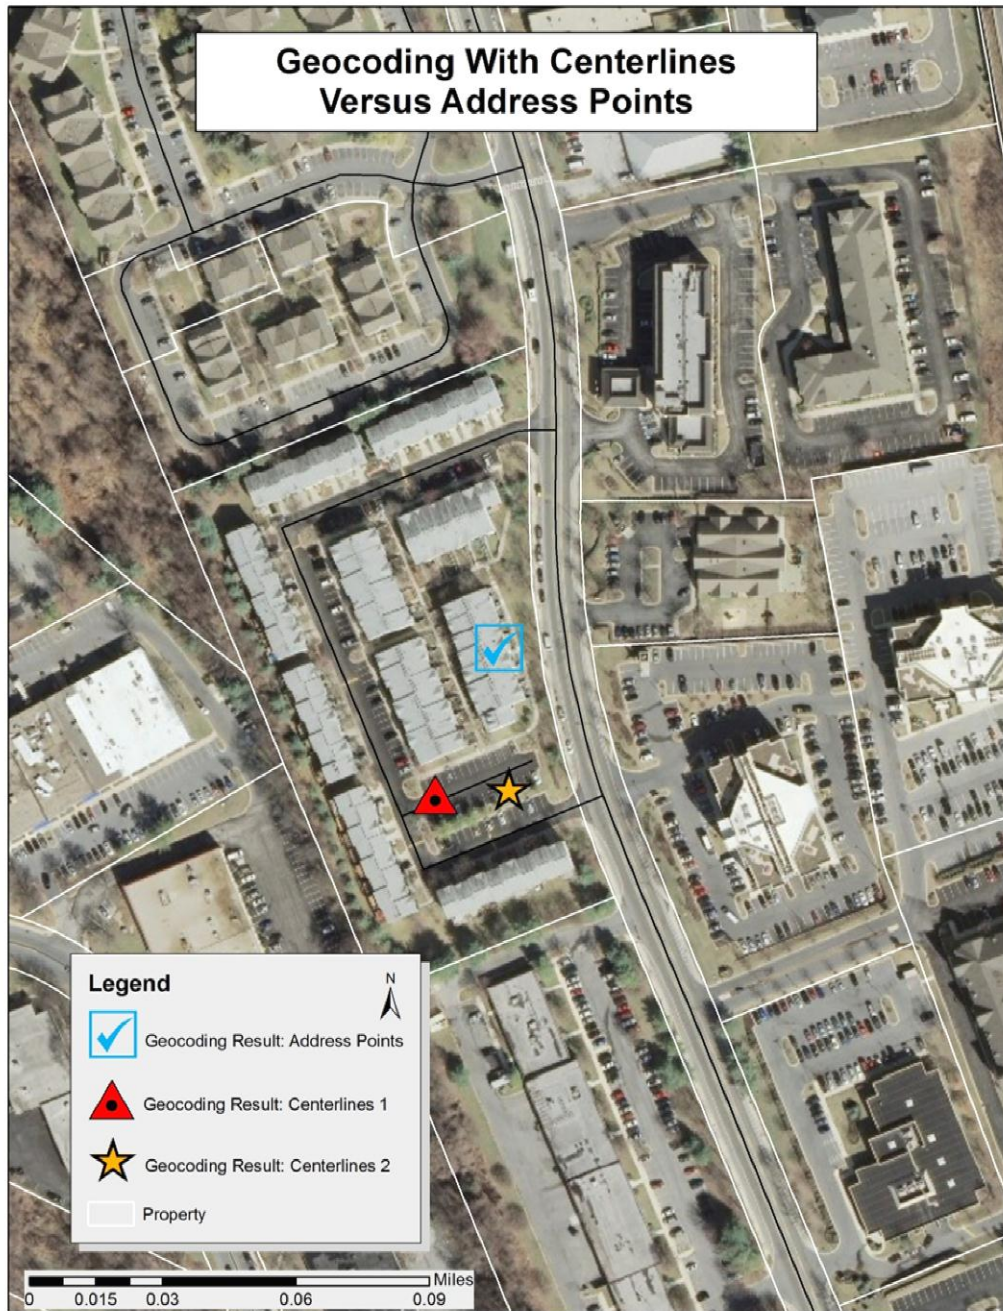 Geocoding With Centerlines
Versus Address Points
Legend
N
Geocoding Result: Address Points
Geocoding Result: Centerlines 1
Geocoding Result: Centerlines 2
Property
Miles
0 0.015 0.03 0.06 0.09